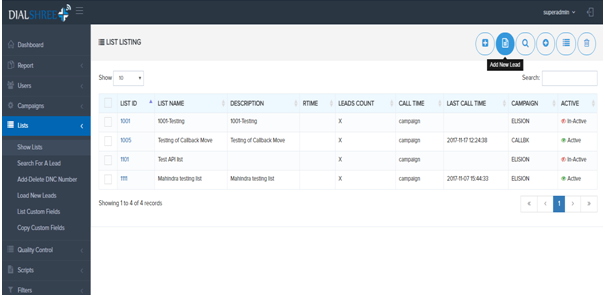 DIALSHREE
superadmin
Dashboard
Report
Users
Campaigns
Lists
Show Lists
Search For A Lead
Add-Delete DNC Number
Load New Leads
List Custom Fields
Copy Custom Fields
Quality Control
Scripts
Filters
LIST LISTING
Add New Lead
Show 10
Search:
LIST ID LIST NAME DESCRIPTION RTIME LEADS COUNT CALL TIME LAST CALL TIME CAMPAIGN ACTIVE
1001 1001-Testing 1001-Testing X campaign ELISION In-Active
1005 Testing of Callback Move Testing of Callback Move X campaign 2017-11-17 12:24:38 CALLBK Active
1101 Test API list X campaign ELISION In-Active
1111 Mahindra testing list Mahindra testing list X campaign 2017-11-07 15:44:33 ELISION Active
Showing 1 to 4 of 4 records
« ‹ 1 › »